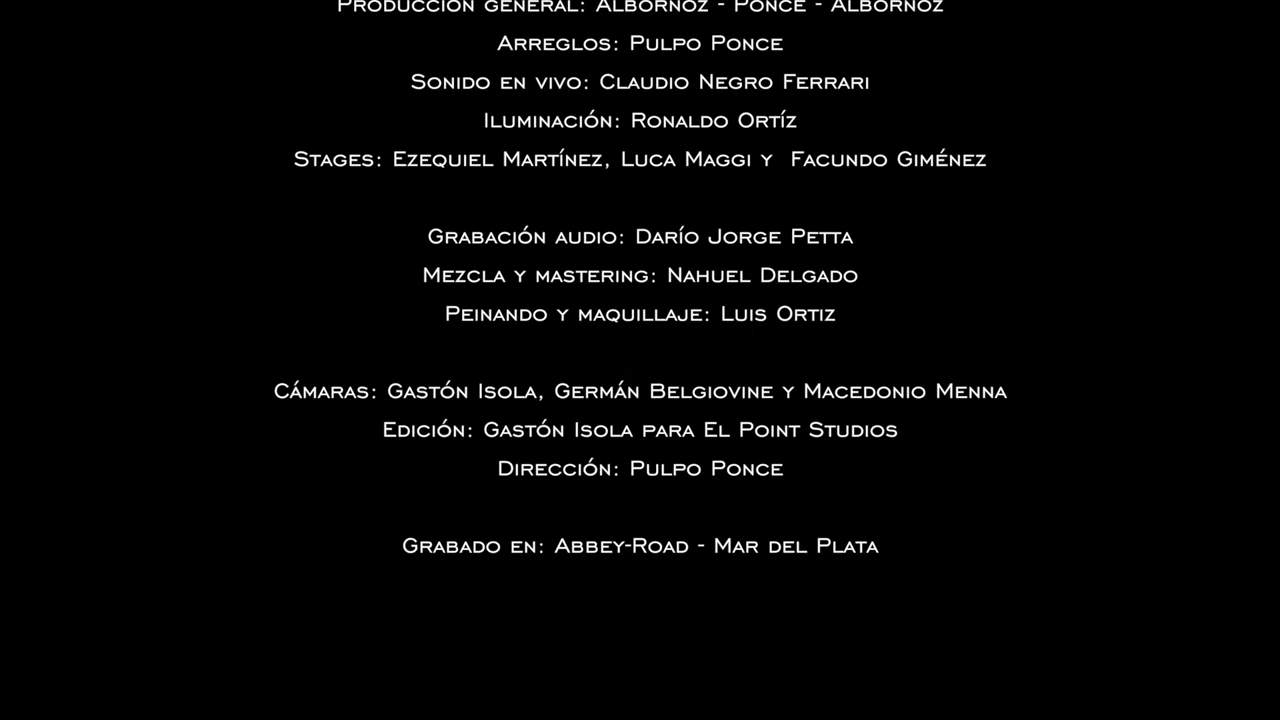 Producción general: Albornoz - Ponce - Albornoz
Arreglos: Pulpo Ponce
Sonido en vivo: Claudio Negro Ferrari
Iluminación: Ronaldo Ortíz
Stages: Ezequiel Martínez, Luca Maggi y Facundo Giménez
Grabación audio: Darío Jorge Petta
Mezcla y mastering: Nahuel Delgado
Peinando y maquillaje: Luis Ortiz
Cámaras: Gastón Isola, Germán Belgiovine y Macedonio Menna
Edición: Gastón Isola para El Point Studios
Dirección: Pulpo Ponce
Grabado en: Abbey-Road - Mar del Plata